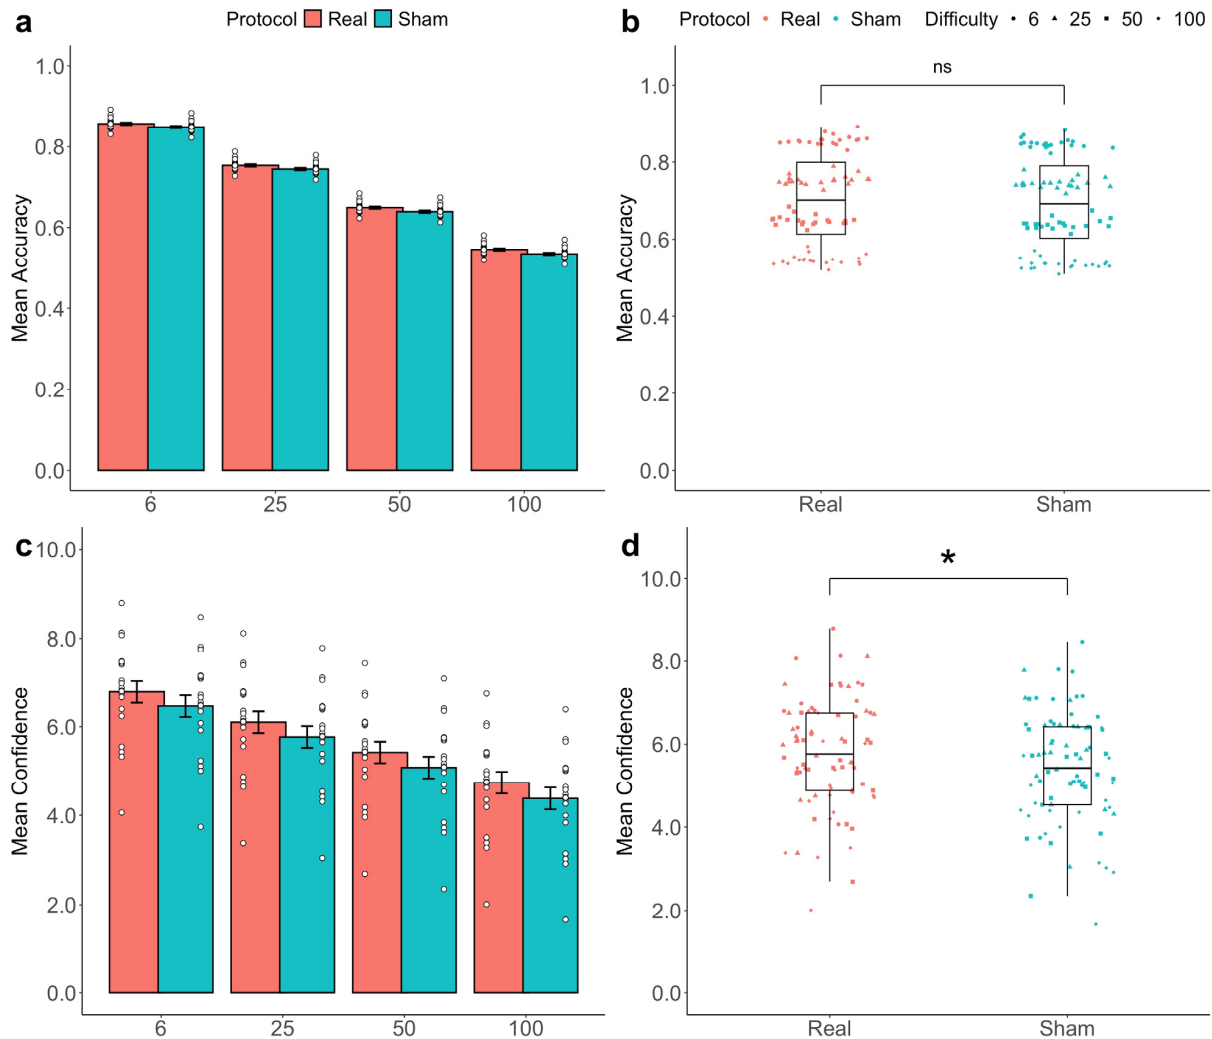 a
Protocol Real Sham
1.0
0.8
0.6
0.4
0.2
0.0
Mean Accuracy
6 25 50 100
b
Protocol Real Sham Difficulty 6 25 50 100
ns
1.0
0.8
0.6
0.4
0.2
0.0
Mean Accuracy
Real Sham
c
10.0
8.0
6.0
4.0
2.0
0.0
Mean Confidence
6 25 50 100
d
*
10.0
8.0
6.0
4.0
2.0
0.0
Mean Confidence
Real Sham